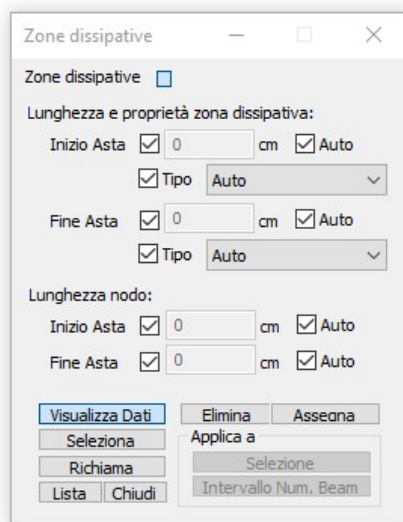 Zone dissipative
Zone dissipative
Lunghezza e proprietà zona dissipativa:
Inizio Asta 0 cm Auto
Tipo Auto
Fine Asta 0 cm Auto
Tipo Auto
Lunghezza nodo:
Inizio Asta 0 cm Auto
Fine Asta 0 cm Auto
Visualizza Dati Elimina Assegna
Seleziona Applica a
Richiama Selezione
Lista Chiudi Intervallo Num. Beam